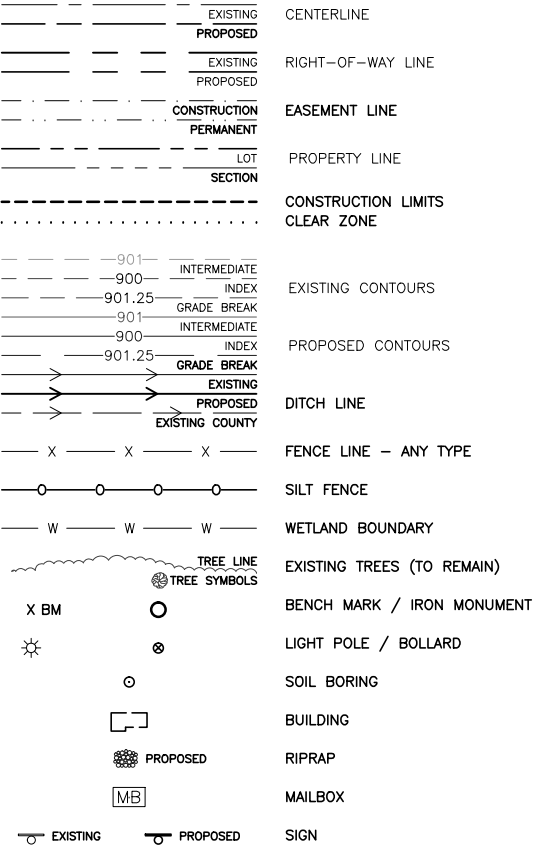 EXISTING CENTERLINE
PROPOSED
EXISTING RIGHT-OF-WAY LINE
PROPOSED
CONSTRUCTION EASEMENT LINE
PERMANENT
LOT PROPERTY LINE
SECTION
CONSTRUCTION LIMITS
CLEAR ZONE
901
INTERMEDIATE
900
INDEX EXISTING CONTOURS
901.25
GRADE BREAK
901
INTERMEDIATE
900
INDEX PROPOSED CONTOURS
901.25
GRADE BREAK
EXISTING
PROPOSED DITCH LINE
EXISTING COUNTY
X X X FENCE LINE - ANY TYPE
SILT FENCE
W W W WETLAND BOUNDARY
TREE LINE EXISTING TREES (TO REMAIN)
TREE SYMBOLS
X BM BENCH MARK / IRON MONUMENT
LIGHT POLE / BOLLARD
SOIL BORING
BUILDING
PROPOSED RIPRAP
MB MAILBOX
EXISTING PROPOSED SIGN